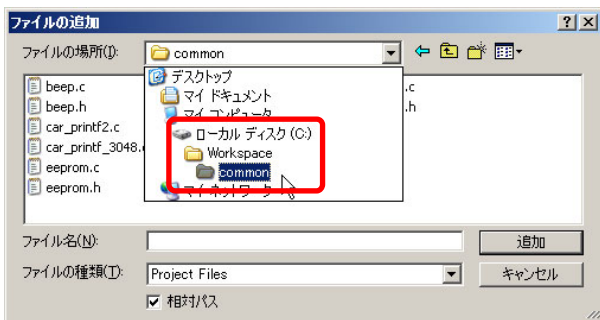 ファイルの追加
ファイルの場所(I):
common
beep.c
beep.h
car_printf2.c
car_printf_3048.
eeprom.c
eeprom.h
デスクトップ
マイ ドキュメント
マイ コンピュータ
ローカル ディスク (C:)
Workspace
common
マイ ネットワーク
.c
.h
ファイル名(N):
追加
ファイルの種類(T):
Project Files
キャンセル
相対パス